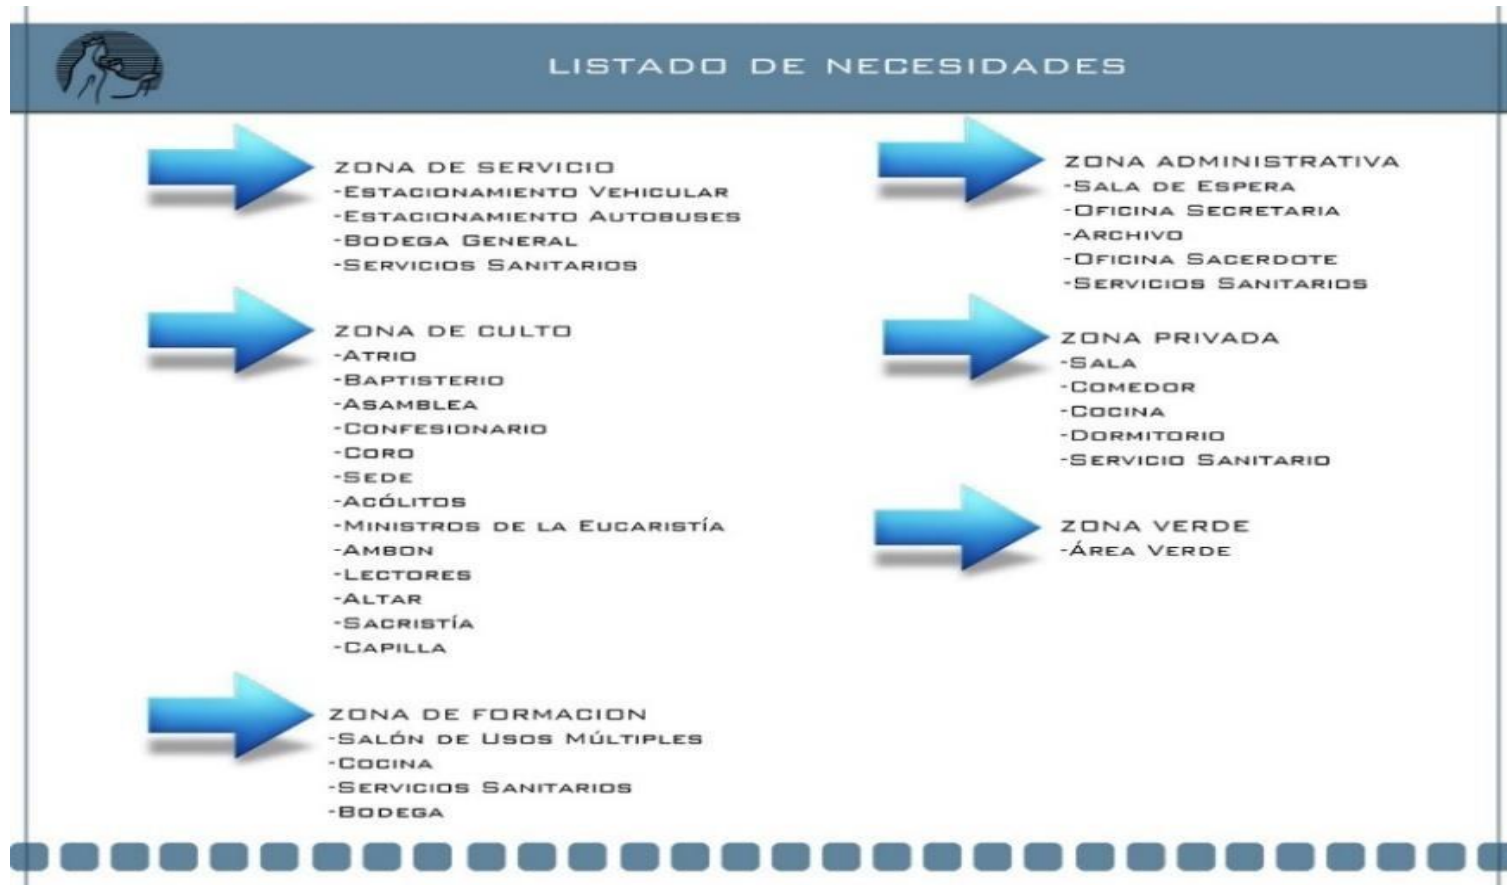 LISTADO DE NECESIDADES
ZONA DE SERVICIO
-ESTACIONAMIENTO VEHICULAR
-ESTACIONAMIENTO AUTOBUSES
-BODEGA GENERAL
-SERVICIOS SANITARIOS
ZONA DE CULTO
-ATRIO
-BAPTISTERIO
-ASAMBLEA
-CONFESIONARIO
-CORO
-SEDE
-ACÓLITOS
-MINISTROS DE LA EUCARISTÍA
-AMBON
-LECTORES
-ALTAR
-SACRISTÍA
-CAPILLA
ZONA DE FORMACION
-SALÓN DE USOS MÚLTIPLES
-COCINA
-SERVICIOS SANITARIOS
-BODEGA
ZONA ADMINISTRATIVA
-SALA DE ESPERA
-OFICINA SECRETARIA
-ARCHIVO
-OFICINA SACERDOTE
-SERVICIOS SANITARIOS
ZONA PRIVADA
-SALA
-COMEDOR
-COCINA
-DORMITORIO
-SERVICIO SANITARIO
ZONA VERDE
-ÁREA VERDE